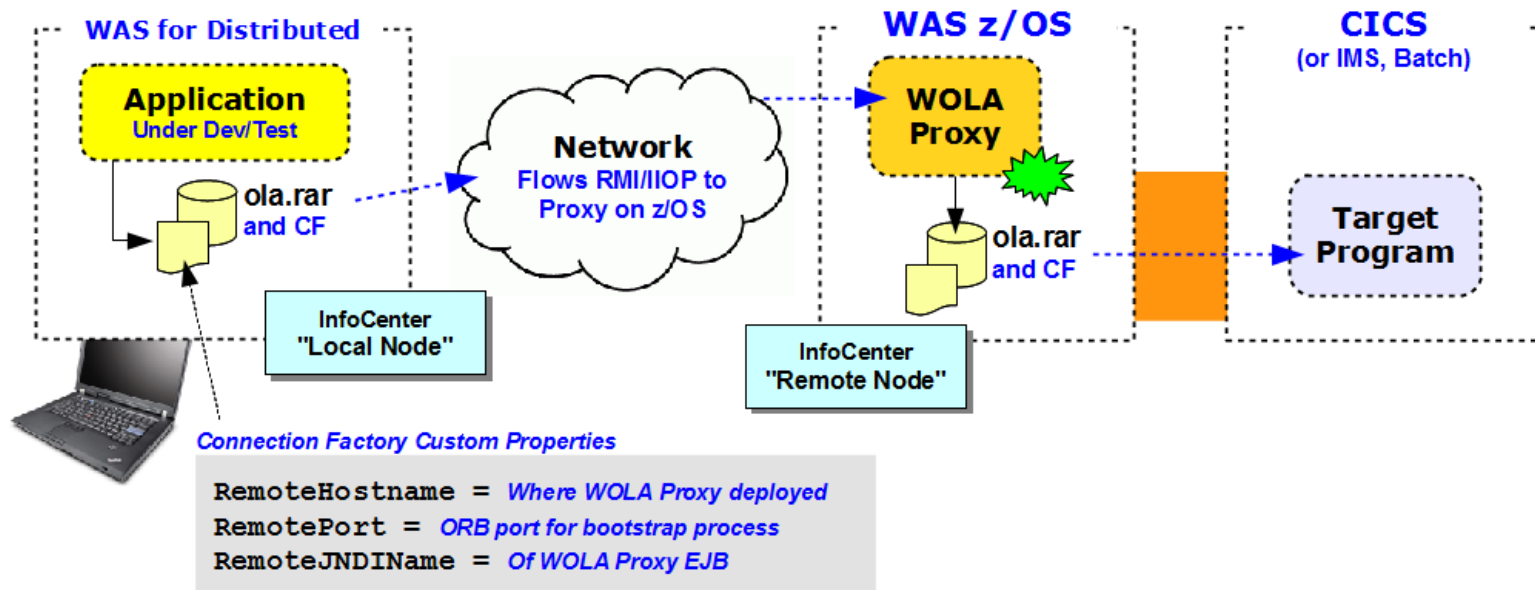 WAS for Distributed
Application
Under Dev/Test
ola.rar
and CF
InfoCenter
"Local Node"
Network
Flows RMI/IIOP to
Proxy on z/OS
WAS z/OS
WOLA
Proxy
ola.rar
and CF
InfoCenter
"Remote Node"
CICS
(or IMS, Batch)
Target
Program
Connection Factory Custom Properties
RemoteHostname = Where WOLA Proxy deployed
RemotePort = ORB port for bootstrap process
RemoteJNDIName = Of WOLA Proxy EJB